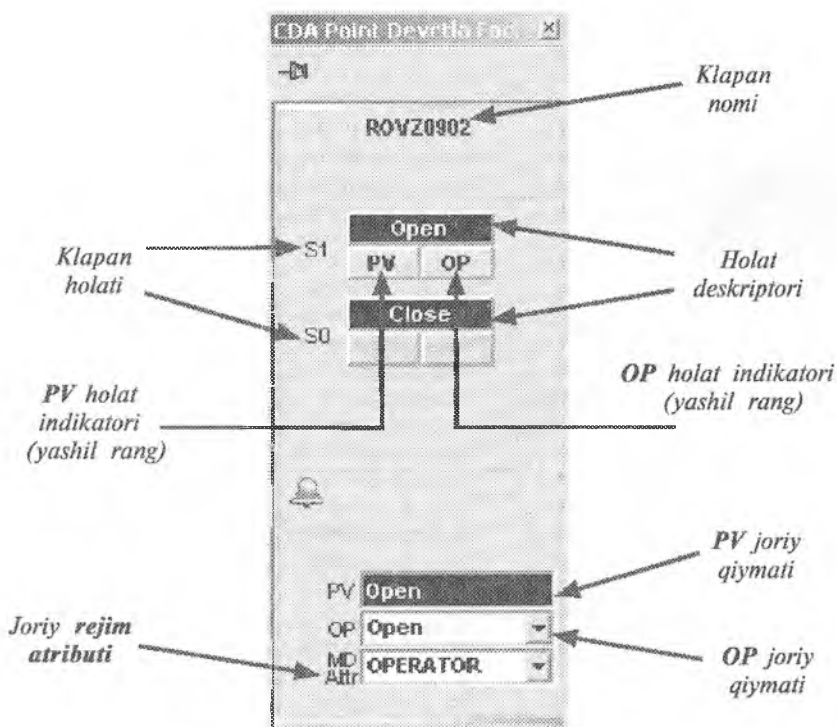 CDA Point Devctla Fac
Klapan
nomi
ROVZ0902
Klapan
holati
S1
Open
PV OP
Holat
deskriptori
S0
Close
PV holat
indikatori
(yashil rang)
OP holat indikatori
(yashil rang)
PV joriy
qiymati
PV Open
OP Open
MD
Attr OPERATOR
Joriy rejim
atributi
OP joriy
qiymati